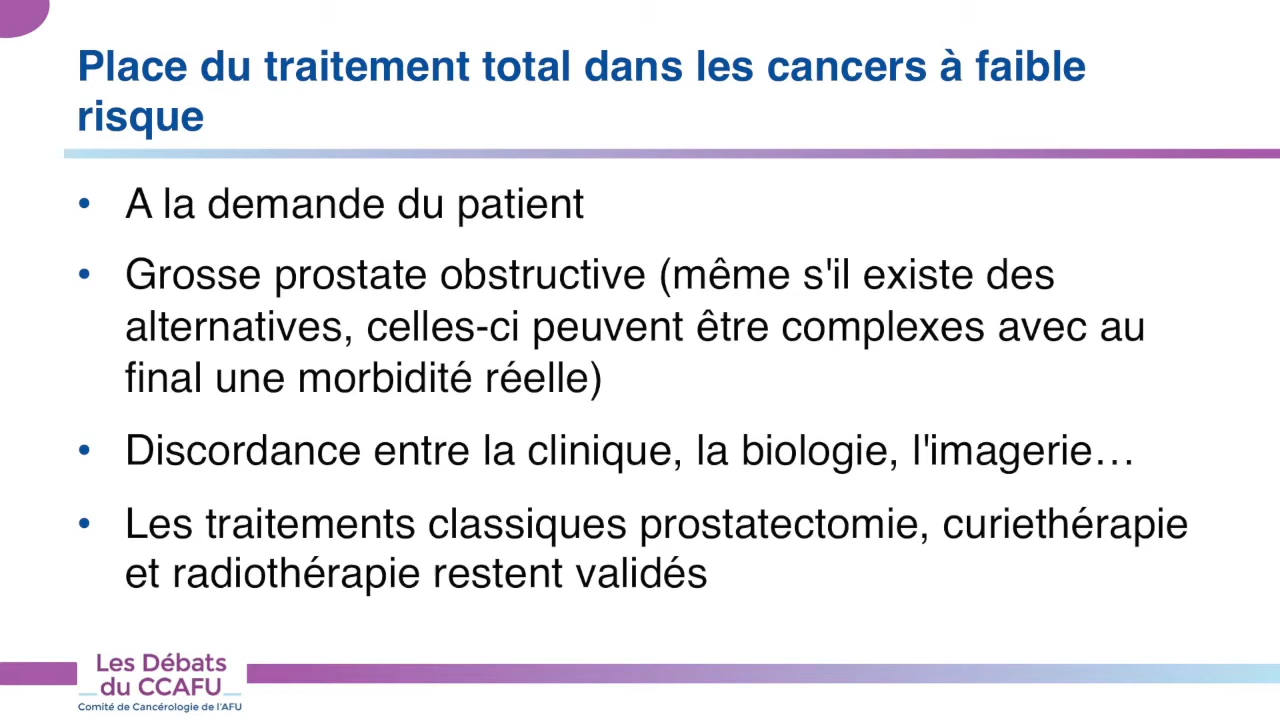 Place du traitement total dans les cancers à faible
risque
• A la demande du patient
• Grosse prostate obstructive (même s'il existe des
alternatives, celles-ci peuvent être complexes avec au
final une morbidité réelle)
• Discordance entre la clinique, la biologie, l'imagerie…
• Les traitements classiques prostatectomie, curiethérapie
et radiothérapie restent validés
Les Débats
du CCAFU
Comité de Cancérologie de l'AFU